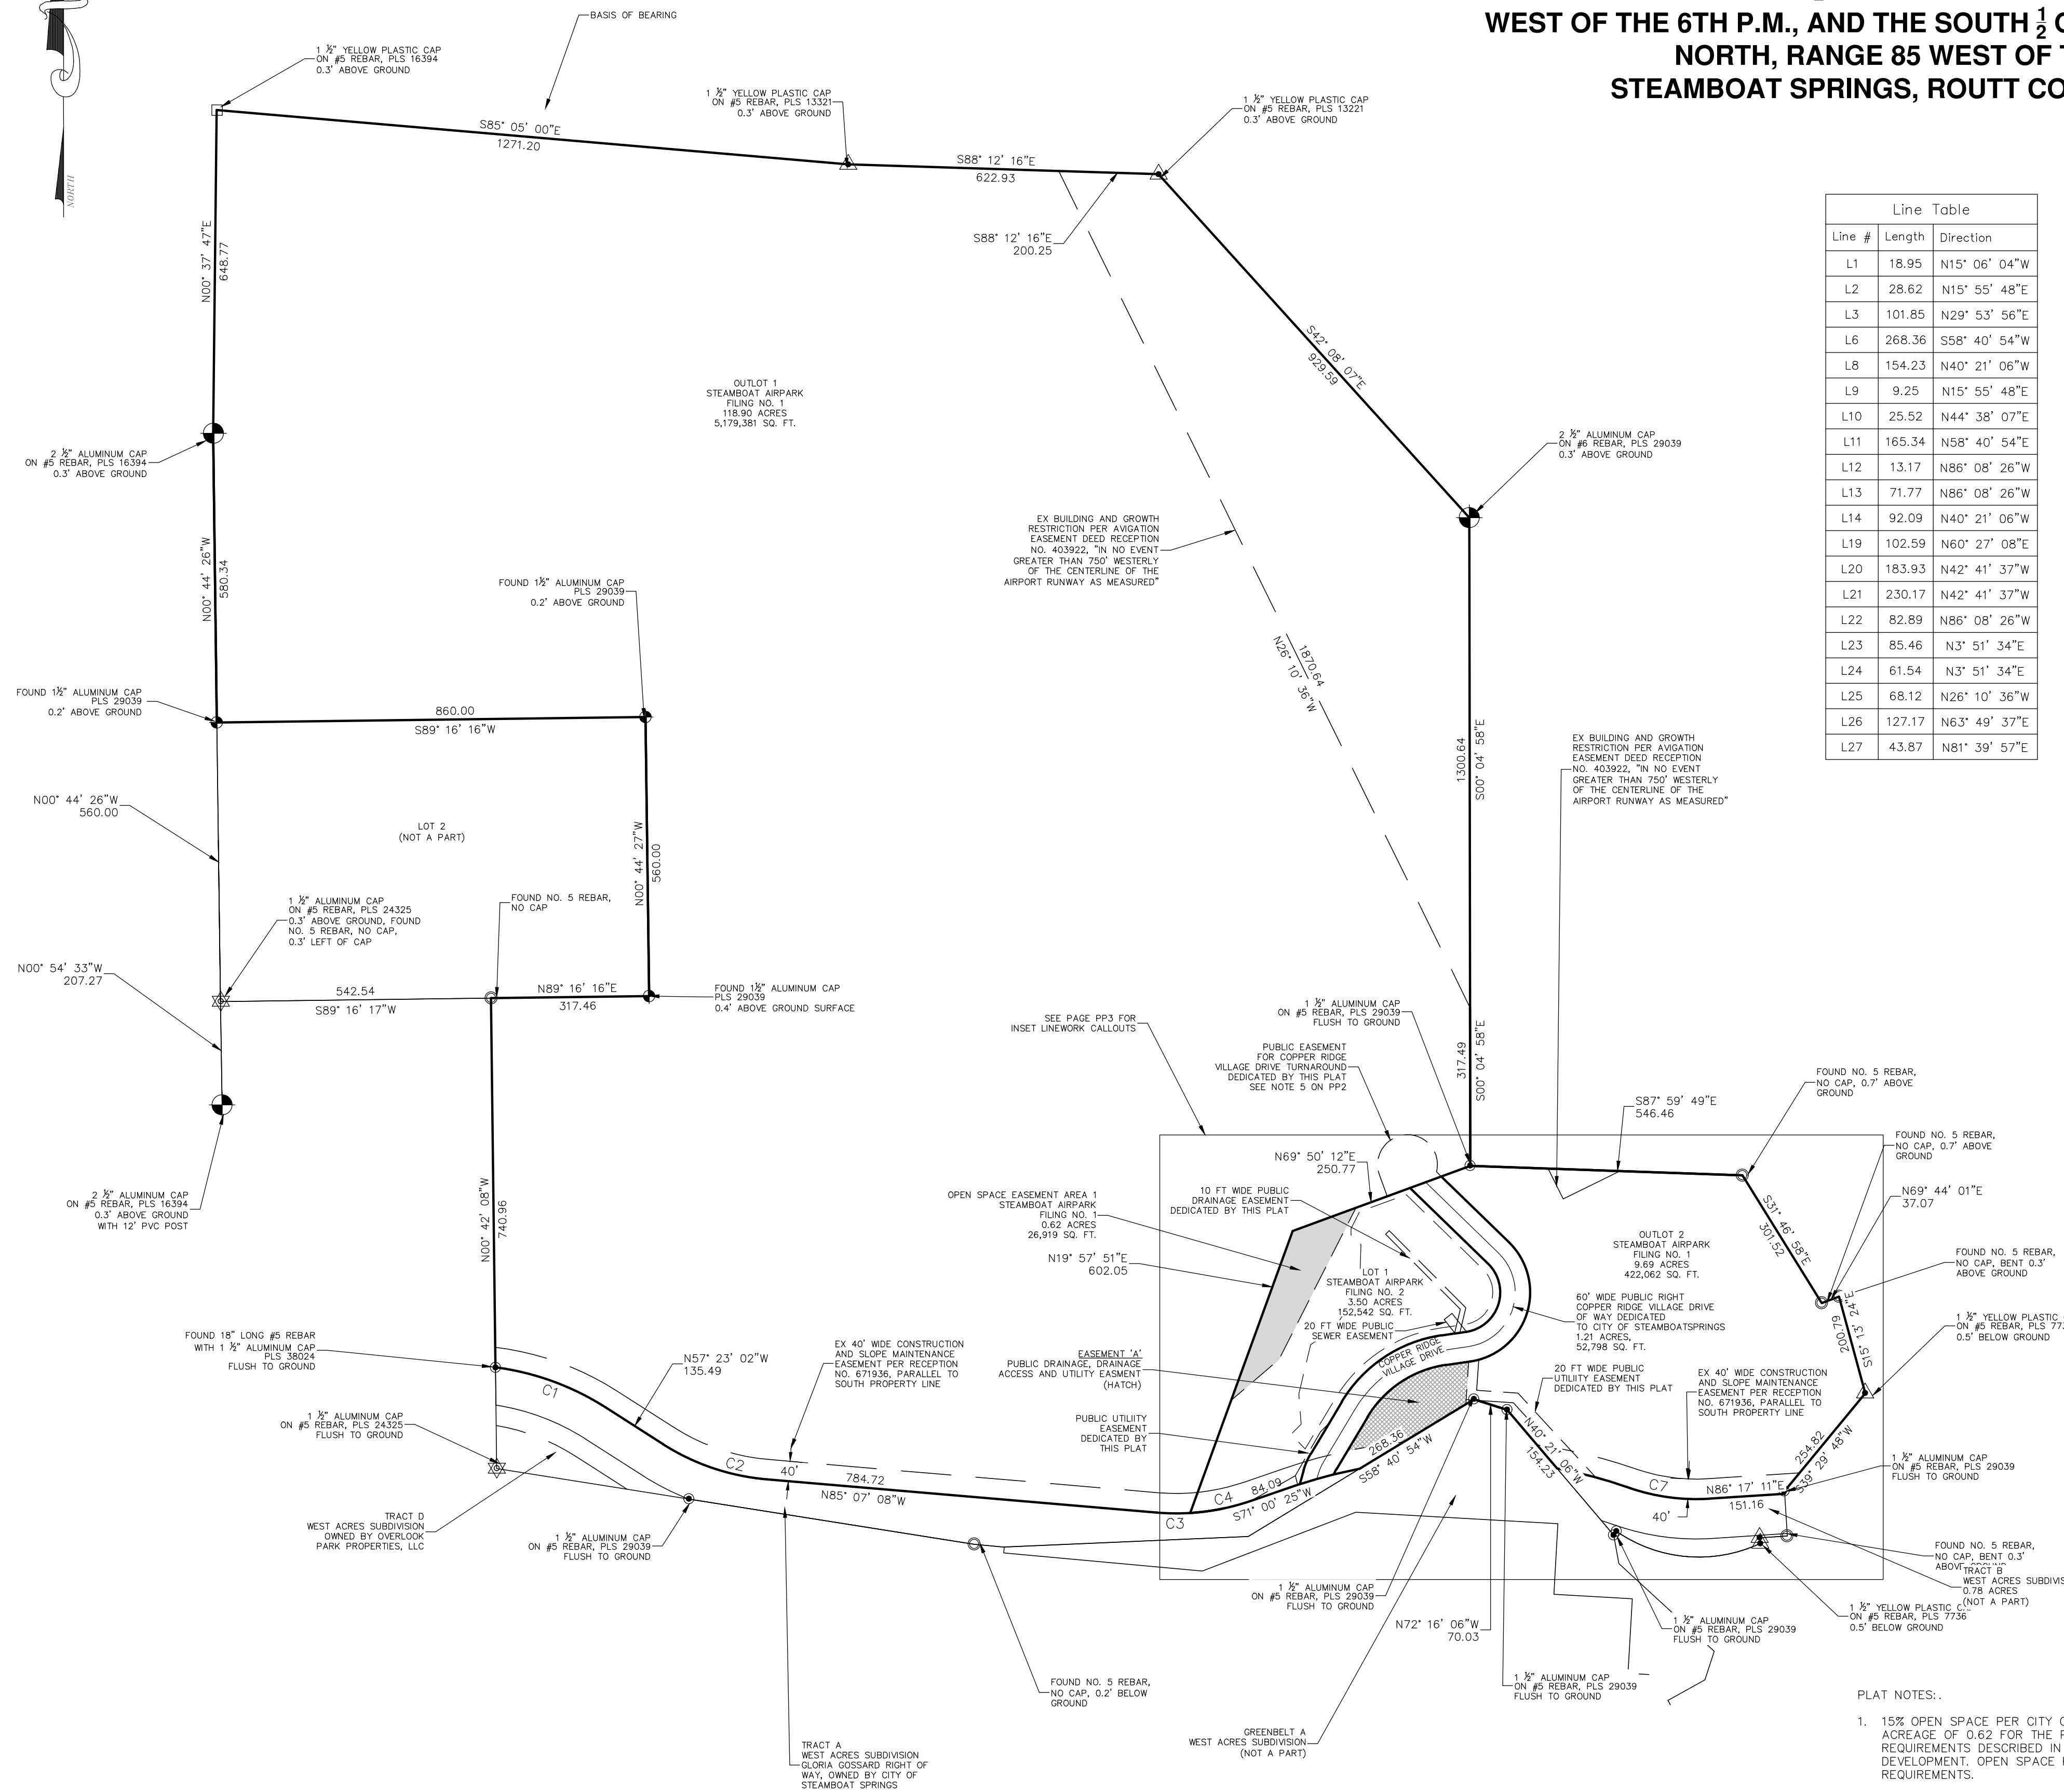 WEST OF THE 6TH P.M., AND THE SOUTH 1/2
NORTH, RANGE 85 WEST OF
STEAMBOAT SPRINGS, ROUTT CO
NORTH
BASIS OF BEARING
1 ½" YELLOW PLASTIC CAP
ON #5 REBAR, PLS 16394
0.3' ABOVE GROUND
S85° 05' 00"E
1271.20
1 ½" YELLOW PLASTIC CAP
ON #5 REBAR, PLS 13321
0.3' ABOVE GROUND
S88° 12' 16"E
622.93
1 ½" YELLOW PLASTIC CAP
ON #5 REBAR, PLS 13221
0.3' ABOVE GROUND
S88° 12' 16"E
200.25
N00° 37' 47"E
648.77
S42° 08' 07"E
929.59
OUTLOT 1
STEAMBOAT AIRPARK
FILING NO. 1
118.90 ACRES
5,179,381 SQ. FT.
2 ½" ALUMINUM CAP
ON #5 REBAR, PLS 16394
0.3' ABOVE GROUND
2 ½" ALUMINUM CAP
ON #6 REBAR, PLS 29039
0.3' ABOVE GROUND
Line Table
Line # Length Direction
L1 18.95 N15° 06' 04"W
L2 28.62 N15° 55' 48"E
L3 101.85 N29° 53' 56"E
L6 268.36 S58° 40' 54"W
L8 154.23 N40° 21' 06"W
L9 9.25 N15° 55' 48"E
L10 25.52 N44° 38' 07"E
L11 165.34 N58° 40' 54"E
L12 13.17 N86° 08' 26"W
L13 71.77 N86° 08' 26"W
L14 92.09 N40° 21' 06"W
L19 102.59 N60° 27' 08"E
L20 183.93 N42° 41' 37"W
L21 230.17 N42° 41' 37"W
L22 82.89 N86° 08' 26"W
L23 85.46 N3° 51' 34"E
L24 61.54 N3° 51' 34"E
L25 68.12 N26° 10' 36"W
L26 127.17 N63° 49' 37"E
L27 43.87 N81° 39' 57"E
EX BUILDING AND GROWTH
RESTRICTION PER AVIGATION
EASEMENT DEED RECEPTION
NO. 403922, "IN NO EVENT
GREATER THAN 750' WESTERLY
OF THE CENTERLINE OF THE
AIRPORT RUNWAY AS MEASURED"
N00° 44' 26"W
580.34
FOUND 1½" ALUMINUM CAP
PLS 29039
0.2' ABOVE GROUND
1870.64
N26° 10' 36"W
FOUND 1½" ALUMINUM CAP
PLS 29039
0.2' ABOVE GROUND
860.00
S89° 16' 16"W
1300.64
S00° 04' 58"E
EX BUILDING AND GROWTH
RESTRICTION PER AVIGATION
EASEMENT DEED RECEPTION
NO. 403922, "IN NO EVENT
GREATER THAN 750' WESTERLY
OF THE CENTERLINE OF THE
AIRPORT RUNWAY AS MEASURED"
N00° 44' 26"W
560.00
LOT 2
(NOT A PART)
N00° 44' 27"W
560.00
1 ½" ALUMINUM CAP
ON #5 REBAR, PLS 24325
0.3' ABOVE GROUND, FOUND
NO. 5 REBAR, NO CAP,
0.3' LEFT OF CAP
FOUND NO. 5 REBAR,
NO CAP
N00° 54' 33"W
207.27
542.54
S89° 16' 17"W
N89° 16' 16"E
317.46
FOUND 1½" ALUMINUM CAP
PLS 29039
0.4' ABOVE GROUND SURFACE
1 ½" ALUMINUM CAP
ON #5 REBAR, PLS 29039
FLUSH TO GROUND
SEE PAGE PP3 FOR
INSET LINEWORK CALLOUTS
PUBLIC EASEMENT
FOR COPPER RIDGE
VILLAGE DRIVE TURNAROUND
DEDICATED BY THIS PLAT
SEE NOTE 5 ON PP2
317.49
S00° 04' 58"E
S87° 59' 49"E
546.46
FOUND NO. 5 REBAR,
NO CAP, 0.7' ABOVE
GROUND
FOUND NO. 5 REBAR,
NO CAP, 0.7' ABOVE
GROUND
2 ½" ALUMINUM CAP
ON #5 REBAR, PLS 16394
0.3' ABOVE GROUND
WITH 12' PVC POST
N00° 42' 08"W
740.96
N69° 50' 12"E
250.77
OPEN SPACE EASEMENT AREA 1
STEAMBOAT AIRPARK
FILING NO. 1
0.62 ACRES
26,919 SQ. FT.
10 FT WIDE PUBLIC
DRAINAGE EASEMENT
DEDICATED BY THIS PLAT
N19° 57' 51"E
602.05
LOT 1
STEAMBOAT AIRPARK
FILING NO. 2
3.50 ACRES
152,542 SQ. FT.
OUTLOT 2
STEAMBOAT AIRPARK
FILING NO. 1
9.69 ACRES
422,062 SQ. FT.
S31° 46' 58"E
301.52
N69° 44' 01"E
37.07
FOUND NO. 5 REBAR,
NO CAP, BENT 0.3'
ABOVE GROUND
S15° 13' 24"E
200.79
1 ½" YELLOW PLASTIC
ON #5 REBAR, PLS
0.5' BELOW GROUND
60' WIDE PUBLIC RIGHT
COPPER RIDGE VILLAGE DRIVE
OF WAY DEDICATED
TO CITY OF STEAMBOATSPRINGS
1.21 ACRES,
52,798 SQ. FT.
20 FT WIDE PUBLIC
SEWER EASEMENT
COPPER RIDGE
VILLAGE DRIVE
FOUND 18" LONG #5 REBAR
WITH 1 ½" ALUMINUM CAP
PLS 38024
FLUSH TO GROUND
C1
N57° 23' 02"W
135.49
EX 40' WIDE CONSTRUCTION
AND SLOPE MAINTENANCE
EASEMENT PER RECEPTION
NO. 671936, PARALLEL TO
SOUTH PROPERTY LINE
EASEMENT 'A'
PUBLIC DRAINAGE, DRAINAGE
ACCESS AND UTILITY EASMENT
(HATCH)
20 FT WIDE PUBLIC
UTILITY EASEMENT
DEDICATED BY THIS PLAT
EX 40' WIDE CONSTRUCTION
AND SLOPE MAINTENANCE
EASEMENT PER RECEPTION
NO. 671936, PARALLEL TO
SOUTH PROPERTY LINE
1 ½" ALUMINUM CAP
ON #5 REBAR, PLS 24325
FLUSH TO GROUND
PUBLIC UTILIITY
EASEMENT
DEDICATED BY
THIS PLAT
C2
40'
784.72
N85° 07' 08"W
C3
C4
84.09
S71° 00' 25"W
268.36
S58° 40' 54"W
N40° 21' 06"W
154.23
C7
N86° 17' 11"E
151.16
40'
254.82
S39° 29' 48"W
1 ½" ALUMINUM CAP
ON #5 REBAR, PLS 29039
FLUSH TO GROUND
TRACT D
WEST ACRES SUBDIVISION
OWNED BY OVERLOOK
PARK PROPERTIES, LLC
1 ½" ALUMINUM CAP
ON #5 REBAR, PLS 29039
FLUSH TO GROUND
FOUND NO. 5 REBAR,
NO CAP, BENT 0.3'
TRACT B
WEST ACRES
0.78 ACRES
(NOT A PART)
1 ½" ALUMINUM CAP
ON #5 REBAR, PLS 29039
FLUSH TO GROUND
N72° 16' 06"W
70.03
1 ½" ALUMINUM CAP
ON #5 REBAR, PLS 29039
FLUSH TO GROUND
1 ½" YELLOW PLASTIC
ON #5 REBAR, PLS 7736
0.5' BELOW GROUND
FOUND NO. 5 REBAR,
NO CAP, 0.2' BELOW
GROUND
1 ½" ALUMINUM CAP
ON #5 REBAR, PLS 29039
FLUSH TO GROUND
GREENBELT A
WEST ACRES SUBDIVISION
(NOT A PART)
TRACT A
WEST ACRES SUBDIVISION
GLORIA GOSSARD RIGHT OF
WAY, OWNED BY CITY OF
STEAMBOAT SPRINGS
PLAT NOTES:.
1. 15% OPEN SPACE PER CITY
ACREAGE OF 0.62 FOR THE
REQUIREMENTS DESCRIBED IN
DEVELOPMENT. OPEN SPACE
REQUIREMENTS.